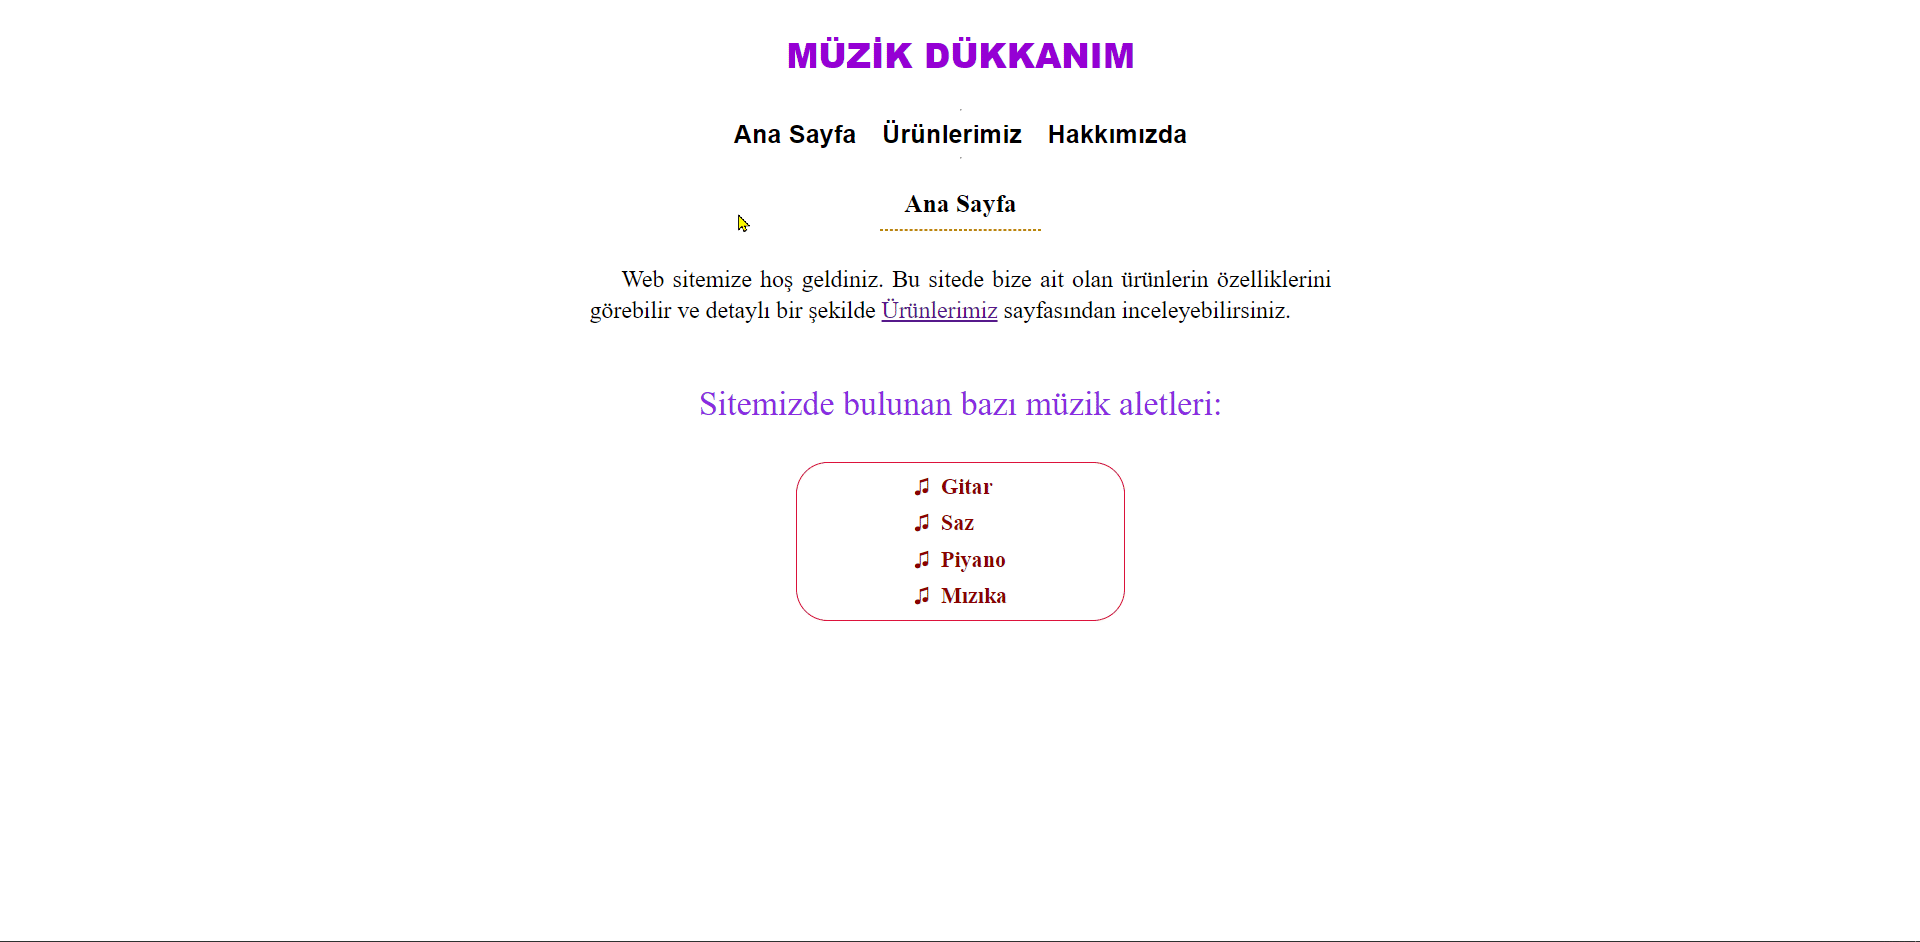 MÜZİK DÜKKANIM
Ana Sayfa Ürünlerimiz Hakkımızda
Ana Sayfa
Web sitemize hoş geldiniz. Bu sitede bize ait olan ürünlerin özelliklerini
görebilir ve detaylı bir şekilde Ürünlerimiz sayfasından inceleyebilirsiniz.
Sitemizde bulunan bazı müzik aletleri:
♫ Gitar
♫ Saz
♫ Piyano
♫ Mızıka